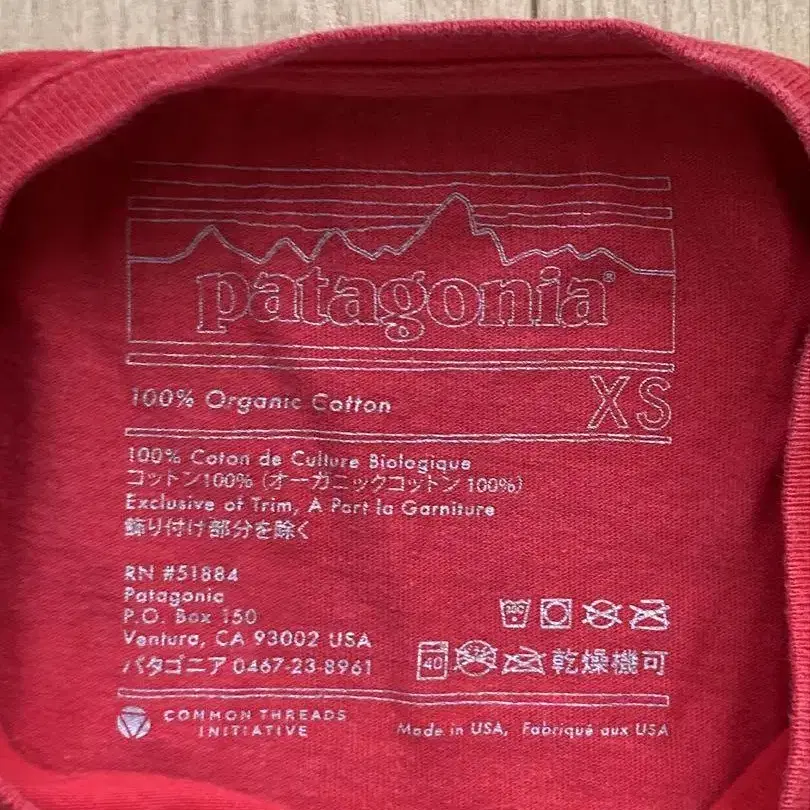 patagonia®
100% Organic Cotton XS
100% Coton de Culture Biologique
コットン100% (オーガニックコットン 100%)
Exclusive of Trim, A Part la Garniture
飾り付け部分を除く
RN #51884
Patagonia
P.O. Box 150
Ventura, CA 93002 USA
パタゴニア 0467-23-8961
40 乾燥機可
COMMON THREADS
INITIATIVE
Made in USA, Fabriqué aux USA